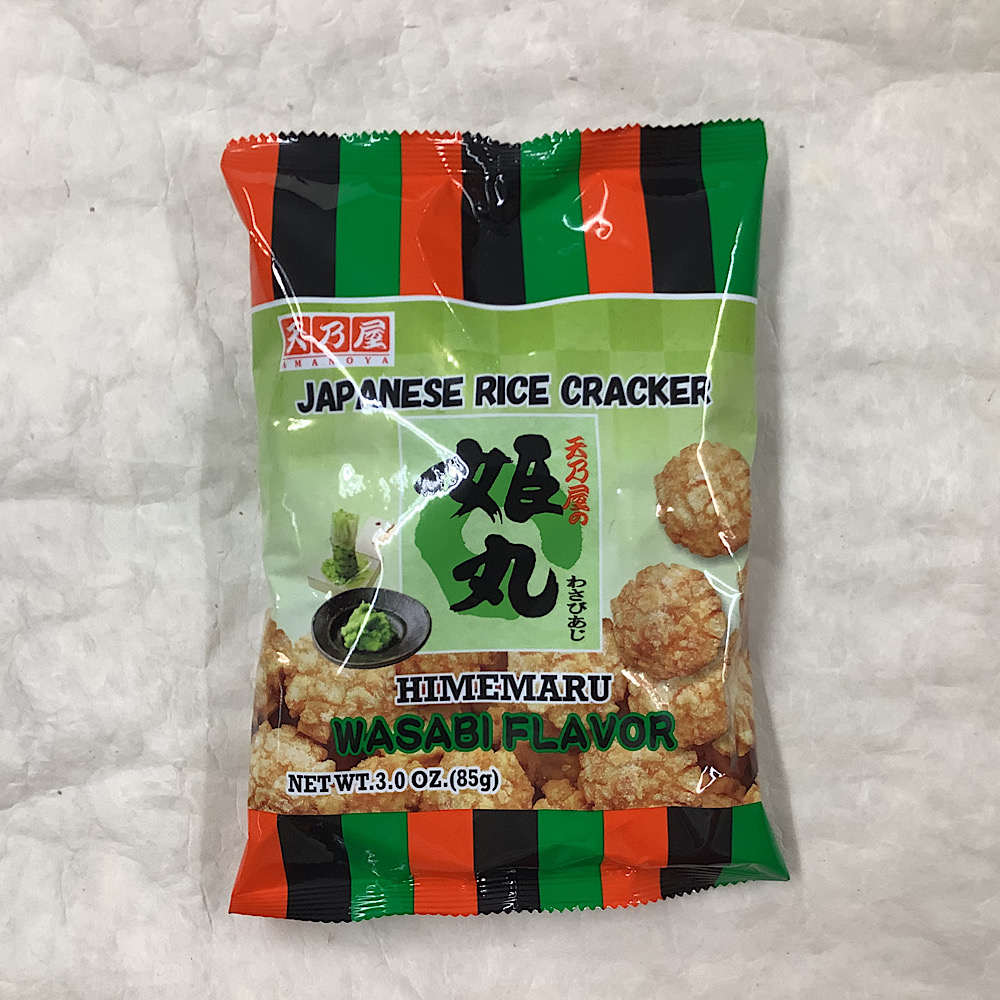 天乃屋
AMANOYA
JAPANESE RICE CRACKER
天乃屋の
姫丸
わさびあじ
HIMEMARU
WASABI FLAVOR
NET WT.3.0 OZ.(85g)